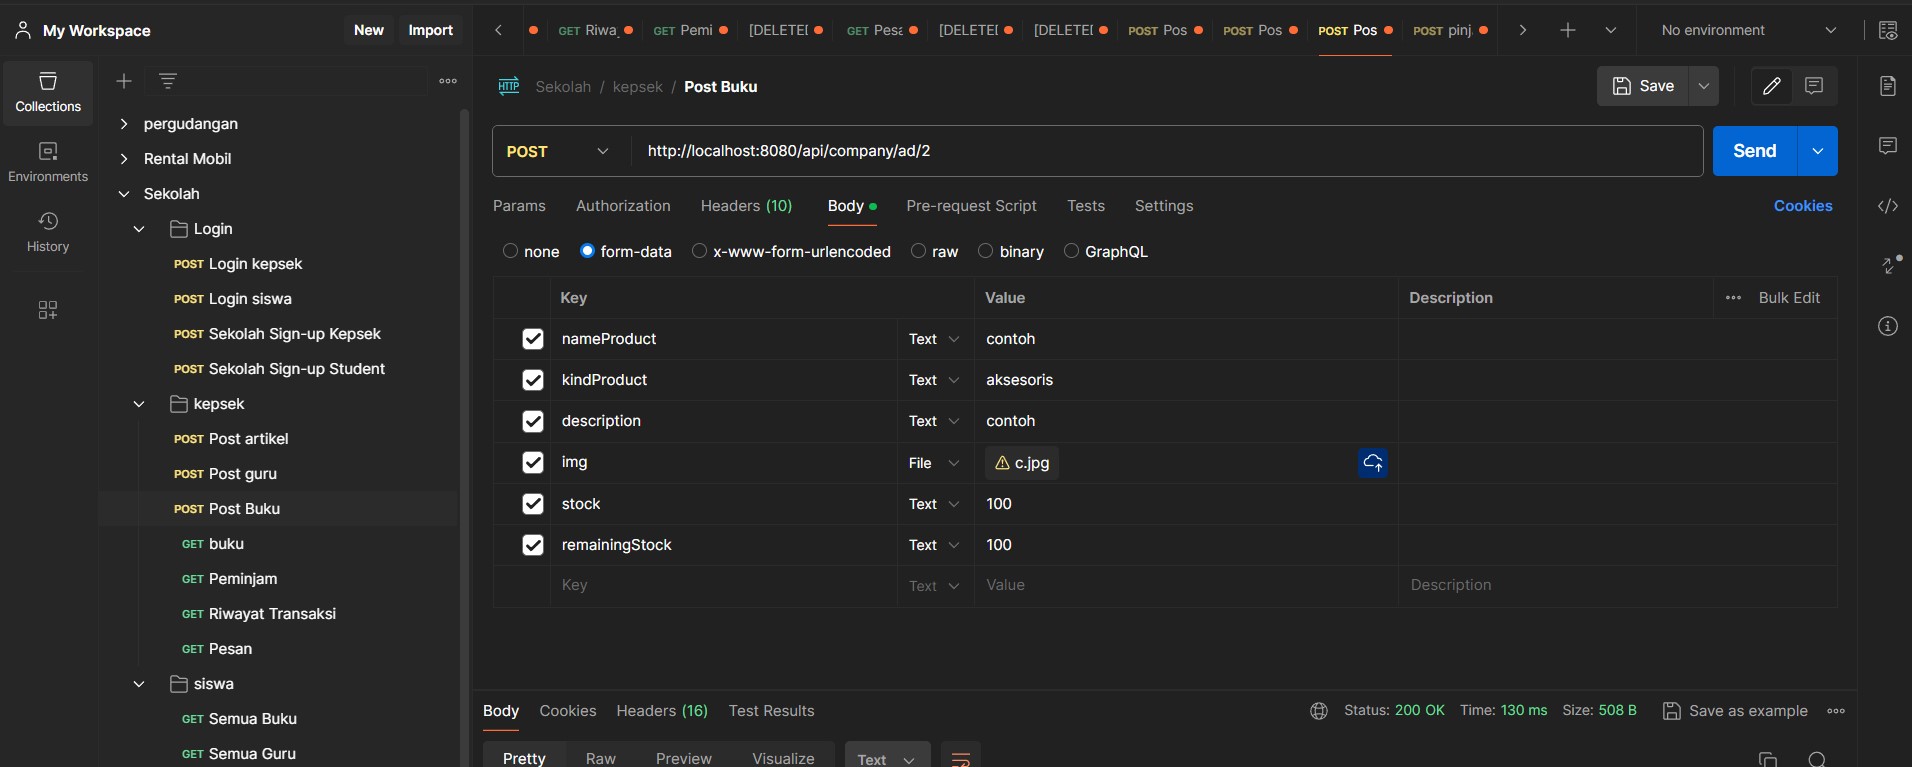 My Workspace
New
Import
GET Riwa
GET Pemi
[DELETE
GET Pesa
[DELETE
[DELETE
POST Pos
POST Pos
POST Pos
POST pinj
No environment
Collections
Environments
History
pergudangan
Rental Mobil
Sekolah
Login
POST Login kepsek
POST Login siswa
POST Sekolah Sign-up Kepsek
POST Sekolah Sign-up Student
kepsek
POST Post artikel
POST Post guru
POST Post Buku
GET buku
GET Peminjam
GET Riwayat Transaksi
GET Pesan
siswa
GET Semua Buku
GET Semua Guru
HTTP Sekolah / kepsek / Post Buku
Save
POST http://localhost:8080/api/company/ad/2
Send
Params Authorization Headers (10) Body Pre-request Script Tests Settings Cookies
none form-data x-www-form-urlencoded raw binary GraphQL
Key Value Description Bulk Edit
nameProduct Text contoh
kindProduct Text aksesoris
description Text contoh
img File c.jpg
stock Text 100
remainingStock Text 100
Key Text Value Description
Body Cookies Headers (16) Test Results Status: 200 OK Time: 130 ms Size: 508 B Save as example
Pretty Raw Preview Visualize Text